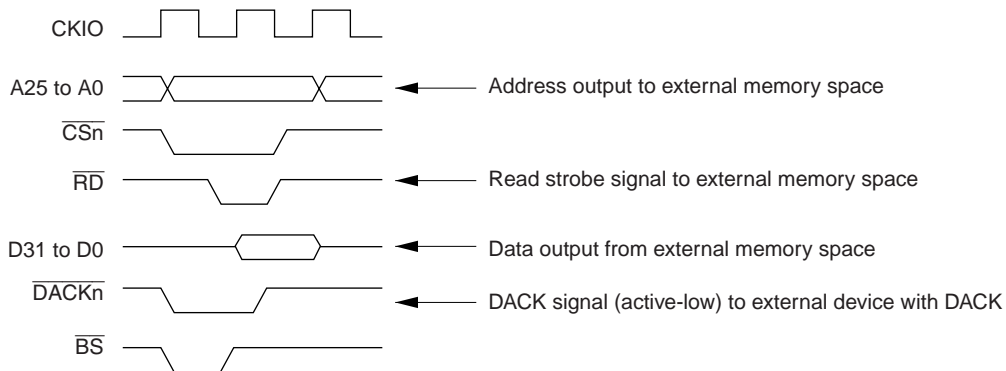 CKIO
A25 to A0 Address output to external memory space
CSn
RD Read strobe signal to external memory space
D31 to D0 Data output from external memory space
DACKn DACK signal (active-low) to external device with DACK
BS